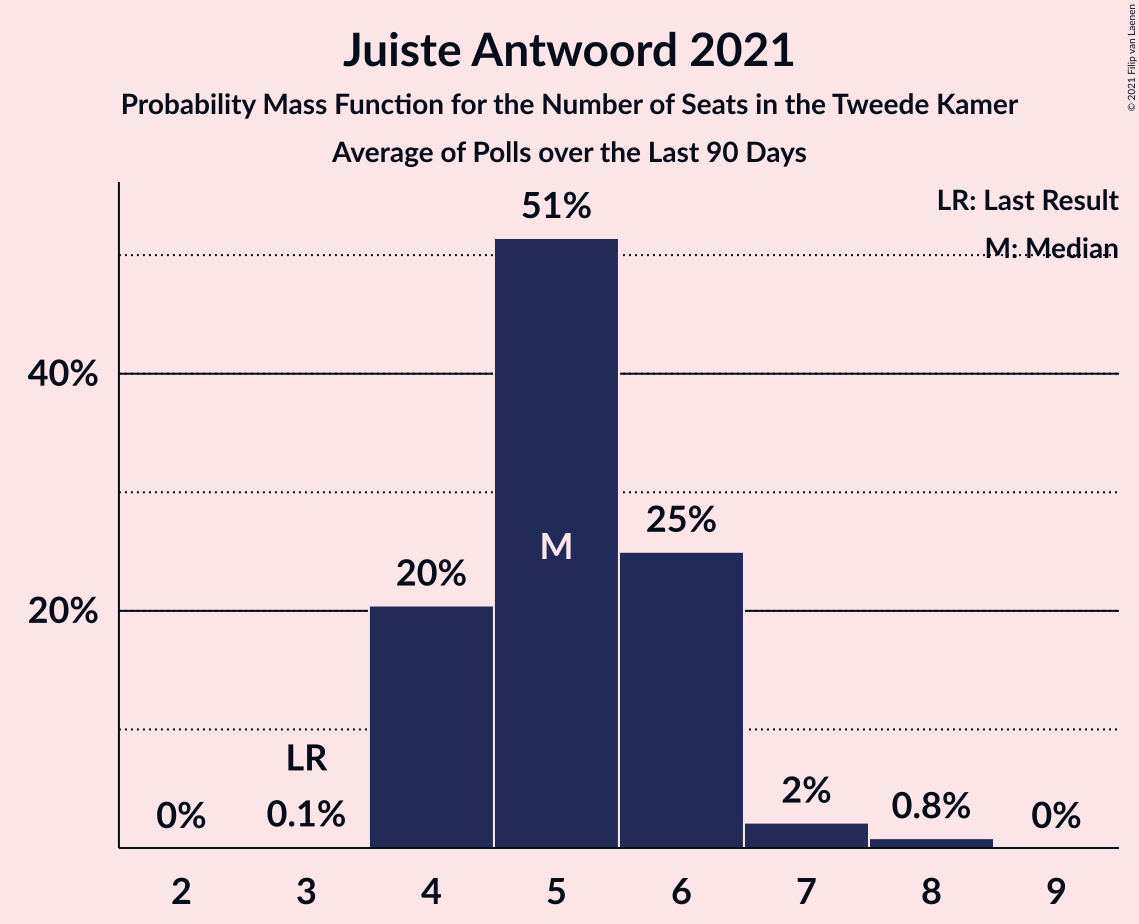 Juiste Antwoord 2021
Probability Mass Function for the Number of Seats in the Tweede Kamer
Average of Polls over the Last 90 Days
© 2021 Filip van Laenen
LR: Last Result
M: Median
51%
40%
25%
M
20%
20%
LR
0% 0.1% 2% 0.8% 0%
2 3 4 5 6 7 8 9